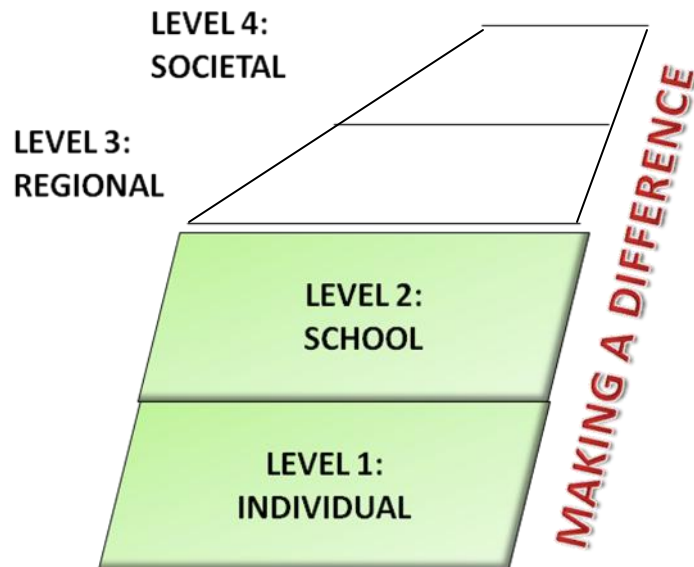 LEVEL 4:
SOCIETAL
LEVEL 3:
REGIONAL
LEVEL 2:
SCHOOL
LEVEL 1:
INDIVIDUAL
MAKING A DIFFERENCE